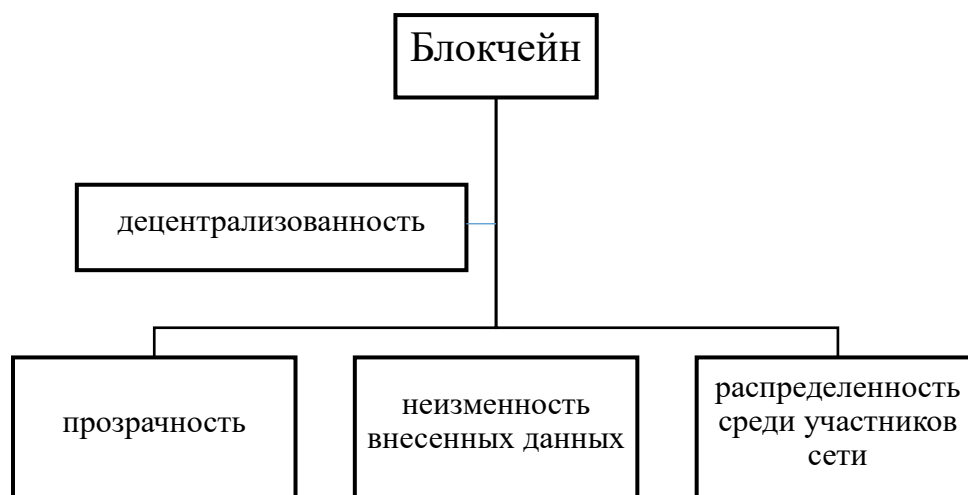 Блокчейн
децентрализованность
прозрачность
неизменность
внесенных данных
распределенность
среди участников
сети